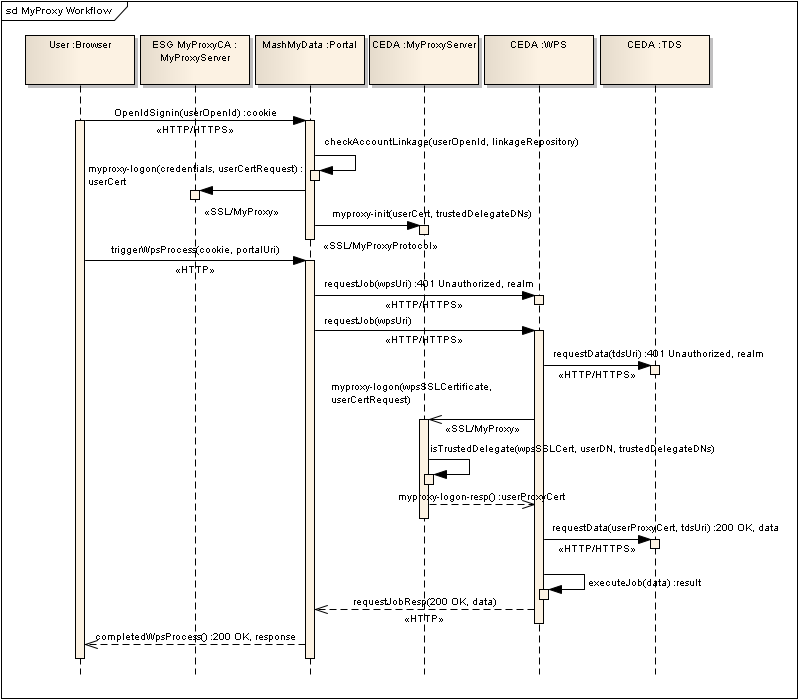 sd MyProxy Workflow
User :Browser
ESG MyProxyCA :
MyProxyServer
MashMyData :Portal
CEDA :MyProxyServer
CEDA :WPS
CEDA :TDS
OpenIdSignin(userOpenId) :cookie
«HTTP/HTTPS»
checkAccountLinkage(userOpenId, linkageRepository)
myproxy-logon(credentials, userCertRequest) :
userCert
«SSL/MyProxy»
myproxy-init(userCert, trustedDelegateDNs)
«SSL/MyProxyProtocol»
triggerWpsProcess(cookie, portalUri)
«HTTP»
requestJob(wpsUri) :401 Unauthorized, realm
«HTTP/HTTPS»
requestJob(wpsUri)
«HTTP/HTTPS»
requestData(tdsUri) :401 Unauthorized, realm
«HTTP/HTTPS»
myproxy-logon(wpsSSLCertificate,
userCertRequest)
«SSL/MyProxy»
isTrustedDelegate(wpsSSLCert, userDN, trustedDelegateDNs)
myproxy-logon-resp() :userProxyCert
requestData(userProxyCert, tdsUri) :200 OK, data
«HTTP/HTTPS»
executeJob(data) :result
requestJobResp(200 OK, data)
«HTTP»
completedWpsProcess() :200 OK, response